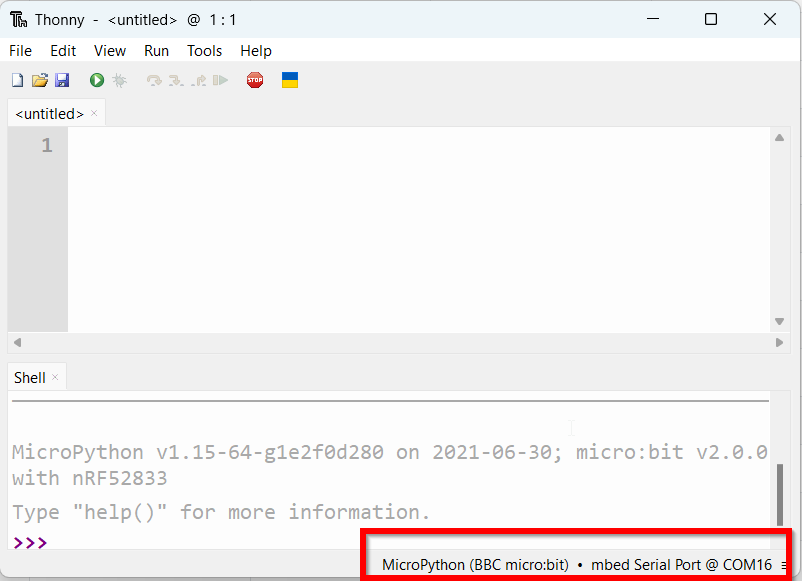 Thonny - <untitled> @ 1 : 1
File Edit View Run Tools Help
STOP
<untitled> ×
1
Shell ×
MicroPython v1.15-64-g1e2f0d280 on 2021-06-30; micro:bit v2.0.0
with nRF52833
Type "help()" for more information.
>>>
MicroPython (BBC micro:bit) • mbed Serial Port @ COM16 ≡